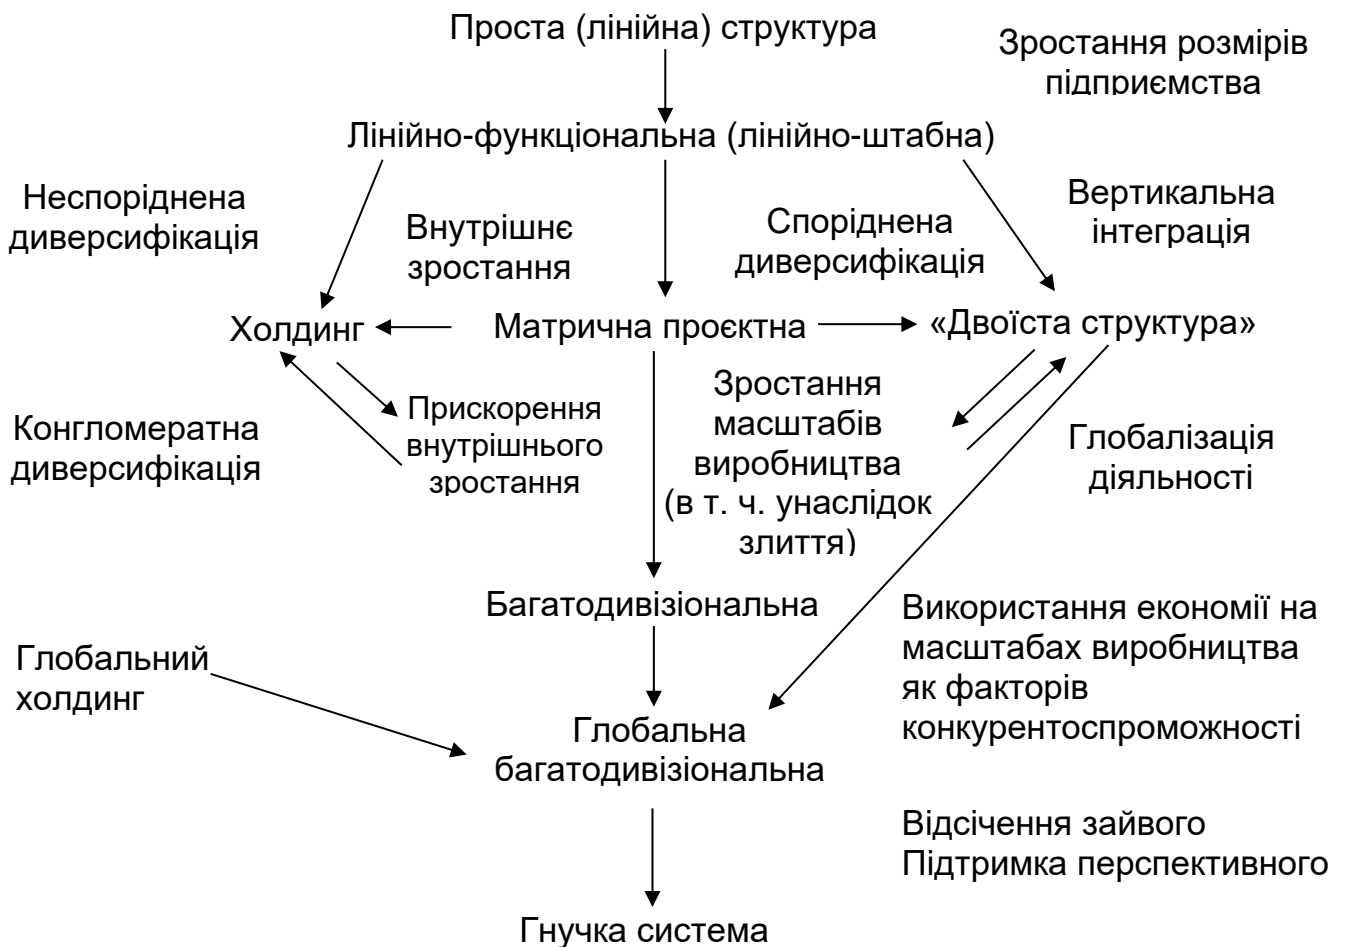 Проста (лінійна) структура
Зростання розмірів
підприємства
Лінійно-функціональна (лінійно-штабна)
Неспоріднена
диверсифікація
Внутрішнє
зростання
Споріднена
диверсифікація
Вертикальна
інтеграція
Холдинг
Матрична проєктна
«Двоїста структура»
Конгломератна
диверсифікація
Прискорення
внутрішнього
зростання
Зростання
масштабів
виробництва
(в т. ч. унаслідок
злиття)
Глобалізація
діяльності
Багатодивізіональна
Глобальний
холдинг
Використання економії на
масштабах виробництва
як факторів
конкурентоспроможності
Глобальна
багатодивізіональна
Відсічення зайвого
Підтримка перспективного
Гнучка система